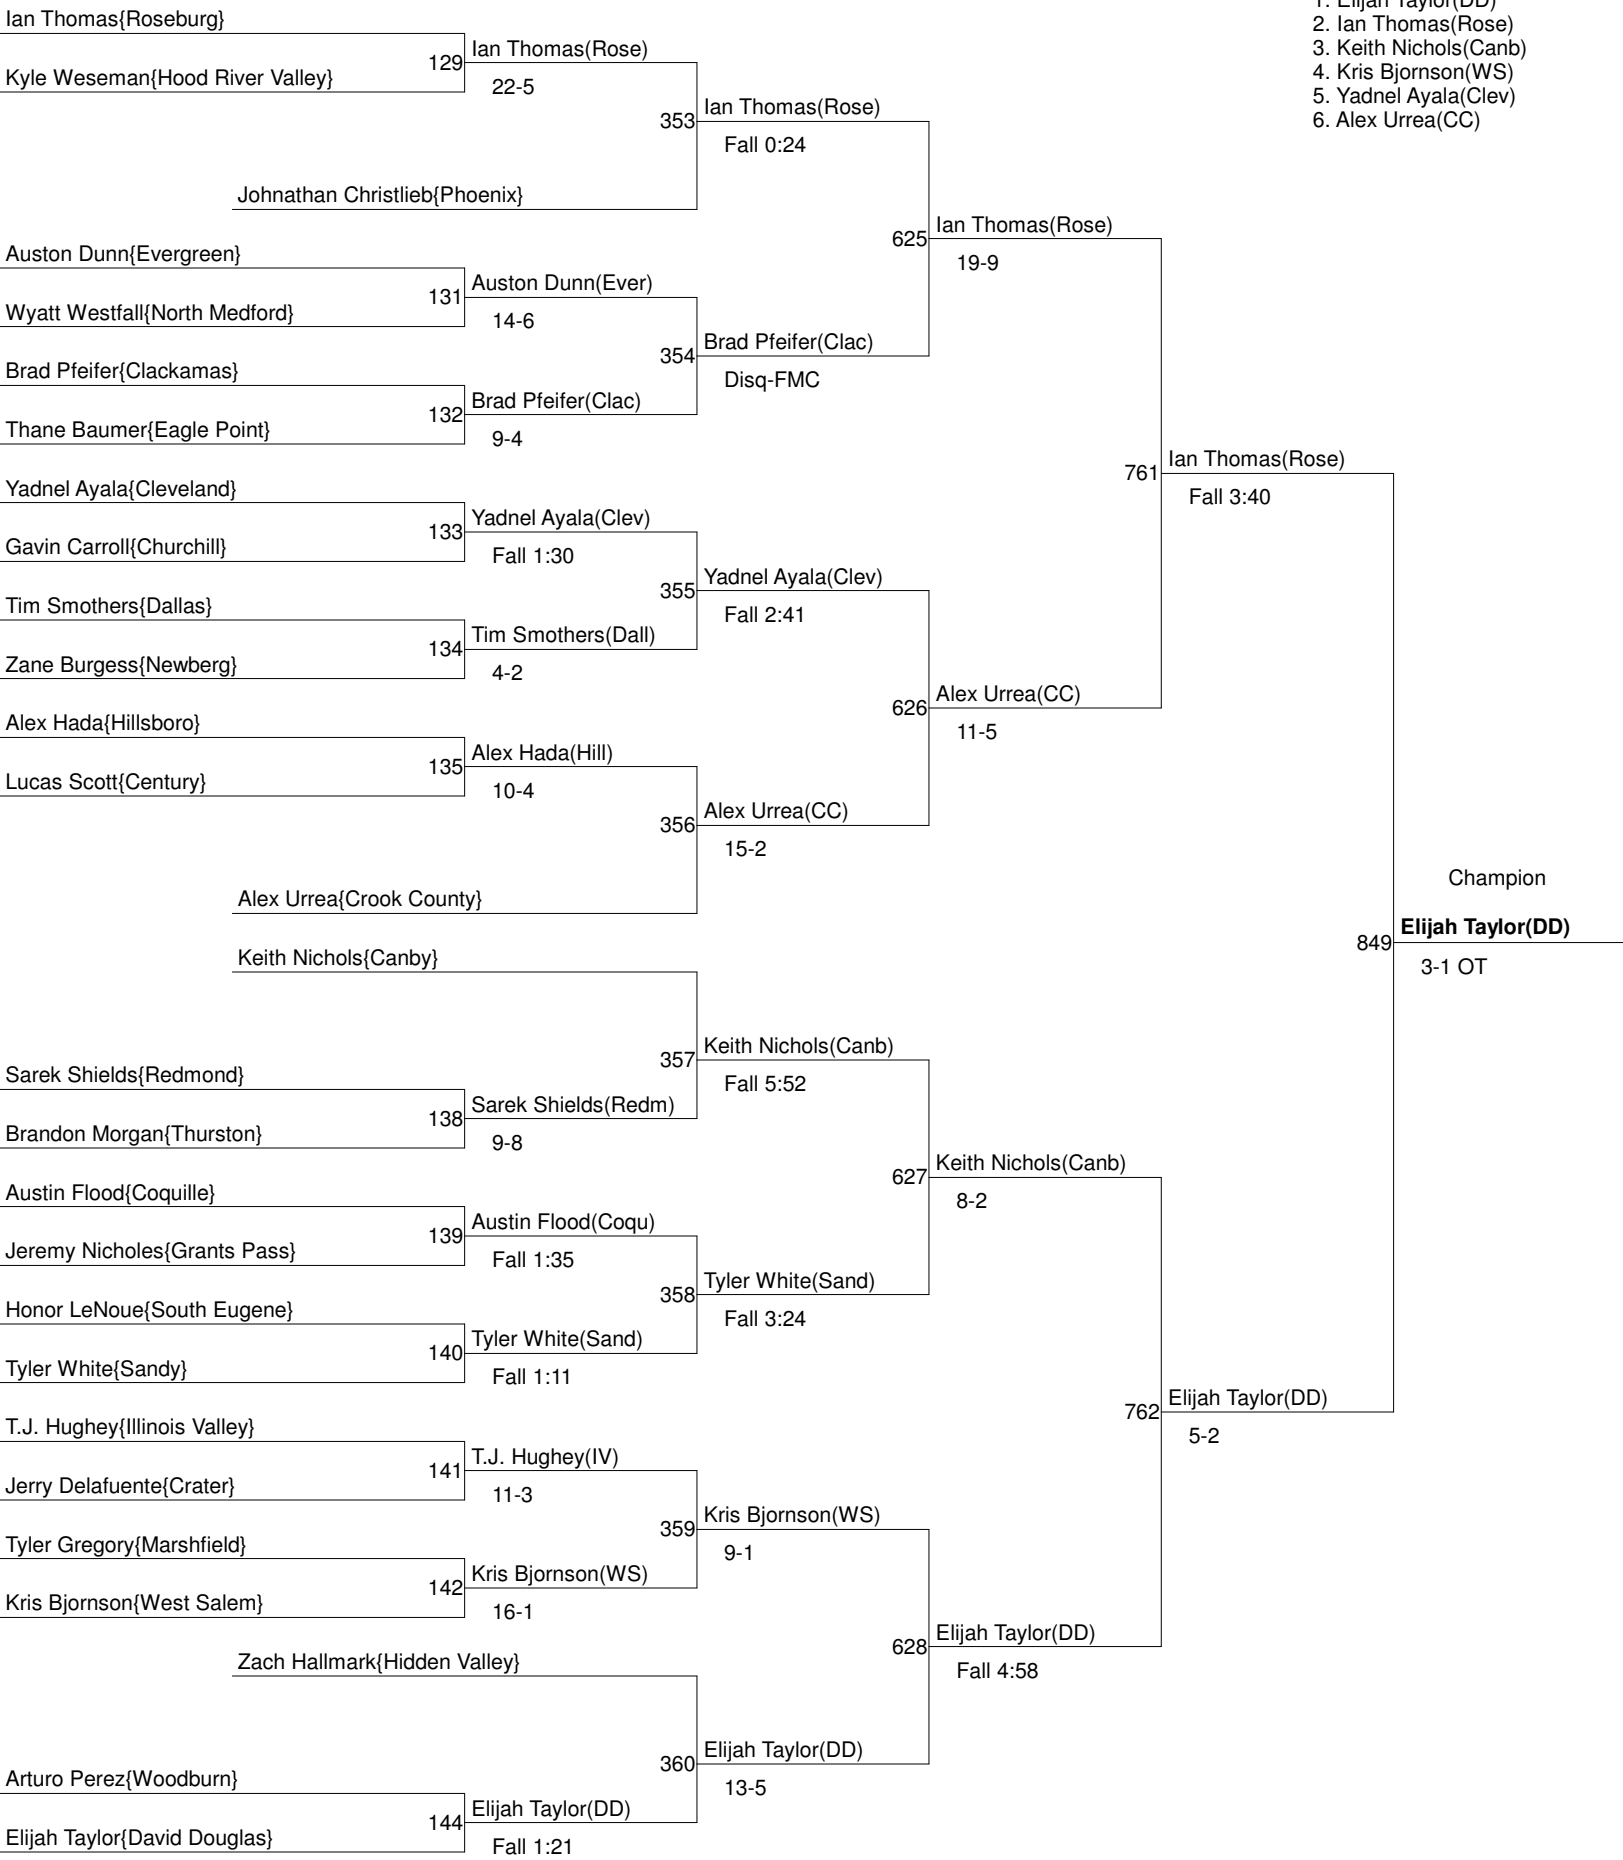 Ian Thomas{Roseburg}
1. Elijah Taylor(DD)
2. Ian Thomas(Rose)
3. Keith Nichols(Canb)
4. Kris Bjornson(WS)
5. Yadnel Ayala(Clev)
6. Alex Urrea(CC)
129
Ian Thomas(Rose)
Kyle Weseman{Hood River Valley}
22-5
353
Ian Thomas(Rose)
Fall 0:24
Johnathan Christlieb{Phoenix}
625
Ian Thomas(Rose)
19-9
Auston Dunn{Evergreen}
131
Auston Dunn(Ever)
Wyatt Westfall{North Medford}
14-6
354
Brad Pfeifer(Clac)
Disq-FMC
Brad Pfeifer{Clackamas}
132
Brad Pfeifer(Clac)
Thane Baumer{Eagle Point}
9-4
761
Ian Thomas(Rose)
Fall 3:40
Yadnel Ayala{Cleveland}
133
Yadnel Ayala(Clev)
Gavin Carroll{Churchill}
Fall 1:30
355
Yadnel Ayala(Clev)
Fall 2:41
Tim Smothers{Dallas}
134
Tim Smothers(Dall)
Zane Burgess{Newberg}
4-2
626
Alex Urrea(CC)
11-5
Alex Hada{Hillsboro}
135
Alex Hada(Hill)
Lucas Scott{Century}
10-4
356
Alex Urrea(CC)
15-2
Alex Urrea{Crook County}
Champion
849
Elijah Taylor(DD)
3-1 OT
Keith Nichols{Canby}
357
Keith Nichols(Canb)
Fall 5:52
Sarek Shields{Redmond}
138
Sarek Shields(Redm)
Brandon Morgan{Thurston}
9-8
627
Keith Nichols(Canb)
8-2
Austin Flood{Coquille}
139
Austin Flood(Coqu)
Jeremy Nicholes{Grants Pass}
Fall 1:35
358
Tyler White(Sand)
Fall 3:24
Honor LeNoue{South Eugene}
140
Tyler White(Sand)
Tyler White{Sandy}
Fall 1:11
762
Elijah Taylor(DD)
5-2
T.J. Hughey{Illinois Valley}
141
T.J. Hughey(IV)
Jerry Delafuente{Crater}
11-3
359
Kris Bjornson(WS)
9-1
Tyler Gregory{Marshfield}
142
Kris Bjornson(WS)
Kris Bjornson{West Salem}
16-1
628
Elijah Taylor(DD)
Fall 4:58
Zach Hallmark{Hidden Valley}
360
Elijah Taylor(DD)
13-5
Arturo Perez{Woodburn}
144
Elijah Taylor(DD)
Elijah Taylor{David Douglas}
Fall 1:21